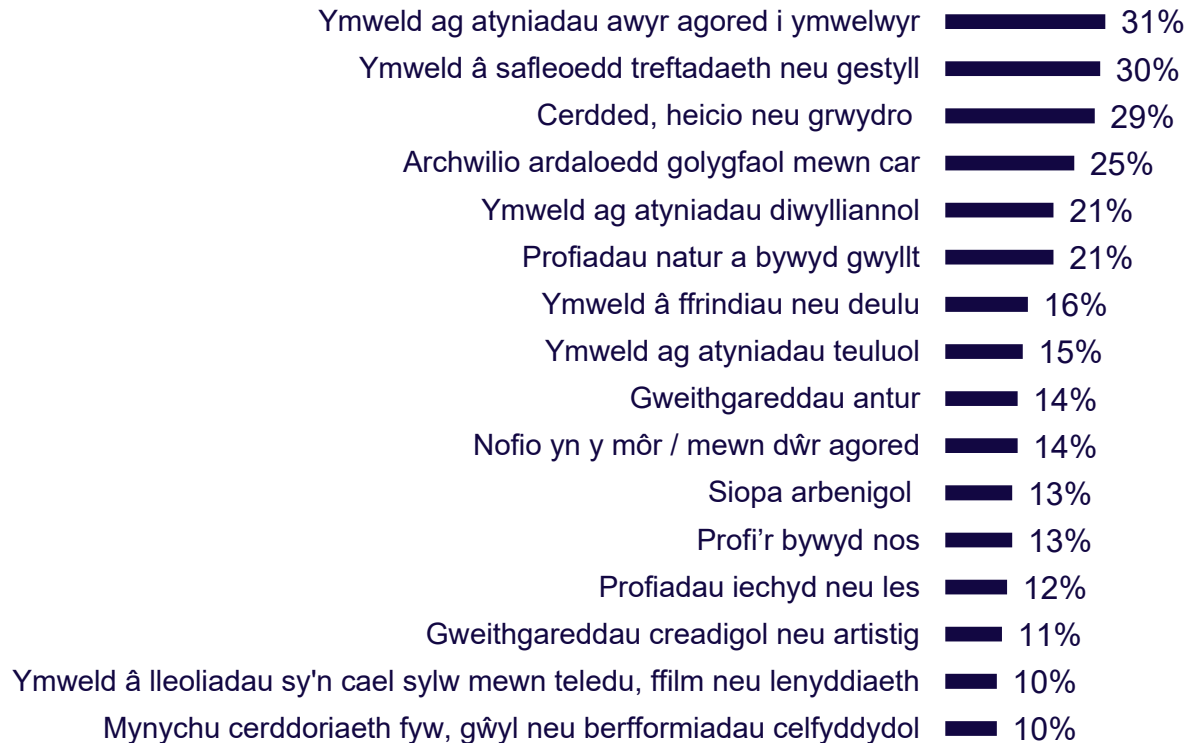 Ymweld ag atyniadau awyr agored i ymwelwyr 31%
Ymweld â safleoedd treftadaeth neu gestyll 30%
Cerdded, heicio neu grwydro 29%
Archwilio ardaloedd golygfaol mewn car 25%
Ymweld ag atyniadau diwylliannol 21%
Profiadau natur a bywyd gwyllt 21%
Ymweld â ffrindiau neu deulu 16%
Ymweld ag atyniadau teuluol 15%
Gweithgareddau antur 14%
Nofio yn y môr / mewn dŵr agored 14%
Siopa arbenigol 13%
Profi’r bywyd nos 13%
Profiadau iechyd neu les 12%
Gweithgareddau creadigol neu artistig 11%
Ymweld â lleoliadau sy'n cael sylw mewn teledu, ffilm neu lenyddiaeth 10%
Mynychu cerddoriaeth fyw, gŵyl neu berfformiadau celfyddydol 10%